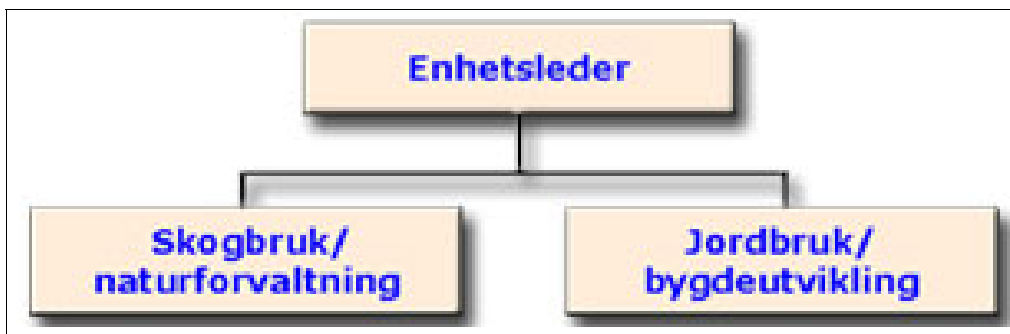 Enhetsleder
Skogbruk/
naturforvaltning
Jordbruk/
bygdeutvikling